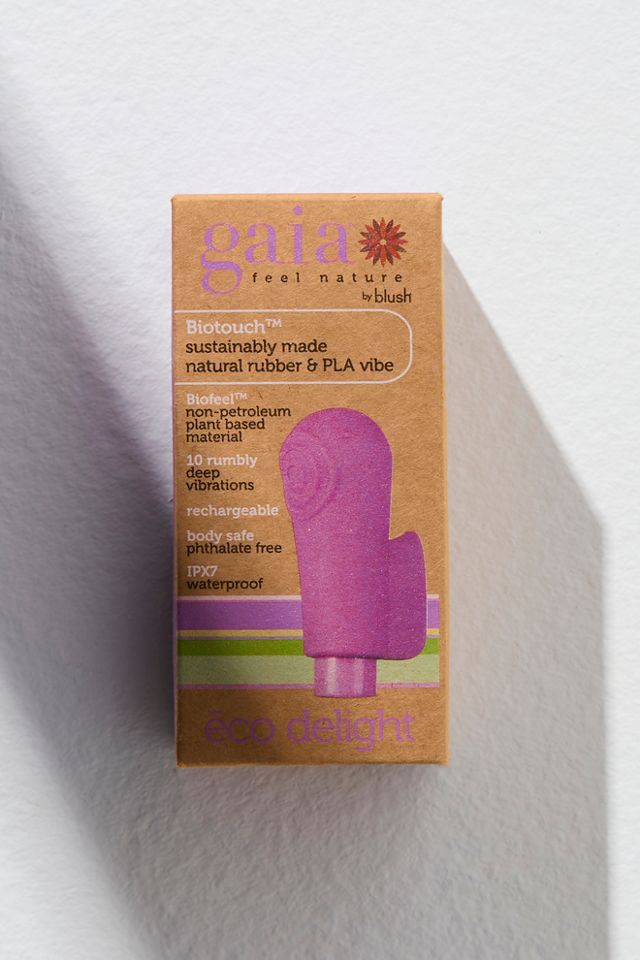 gaia
feel nature
by blush
Biotouch™
sustainably made
natural rubber & PLA vibe
Biofeel™
non-petroleum
plant based
material
10 rumbly
deep
vibrations
rechargeable
body safe
phthalate free
IPX7
waterproof
ēco delight